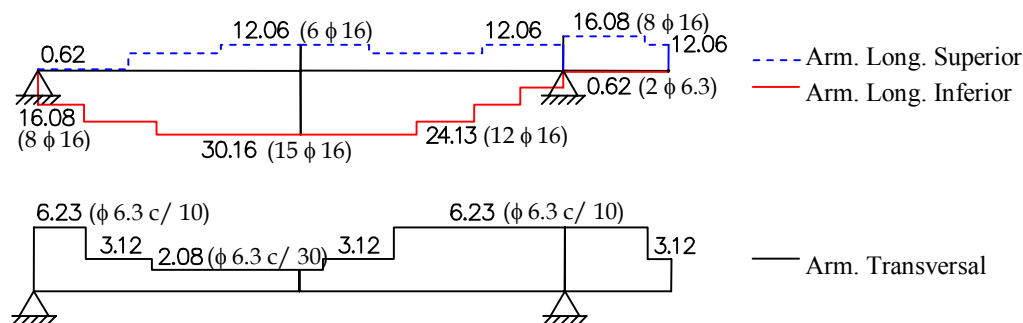 0.62
12.06 (6 ϕ 16)
12.06
16.08 (8 ϕ 16)
12.06
16.08
(8 ϕ 16)
30.16 (15 ϕ 16)
24.13 (12 ϕ 16)
0.62 (2 ϕ 6.3)
Arm. Long. Superior
Arm. Long. Inferior
6.23 (ϕ 6.3 c/ 10)
3.12
2.08 (ϕ 6.3 c/ 30)
3.12
6.23 (ϕ 6.3 c/ 10)
3.12
Arm. Transversal